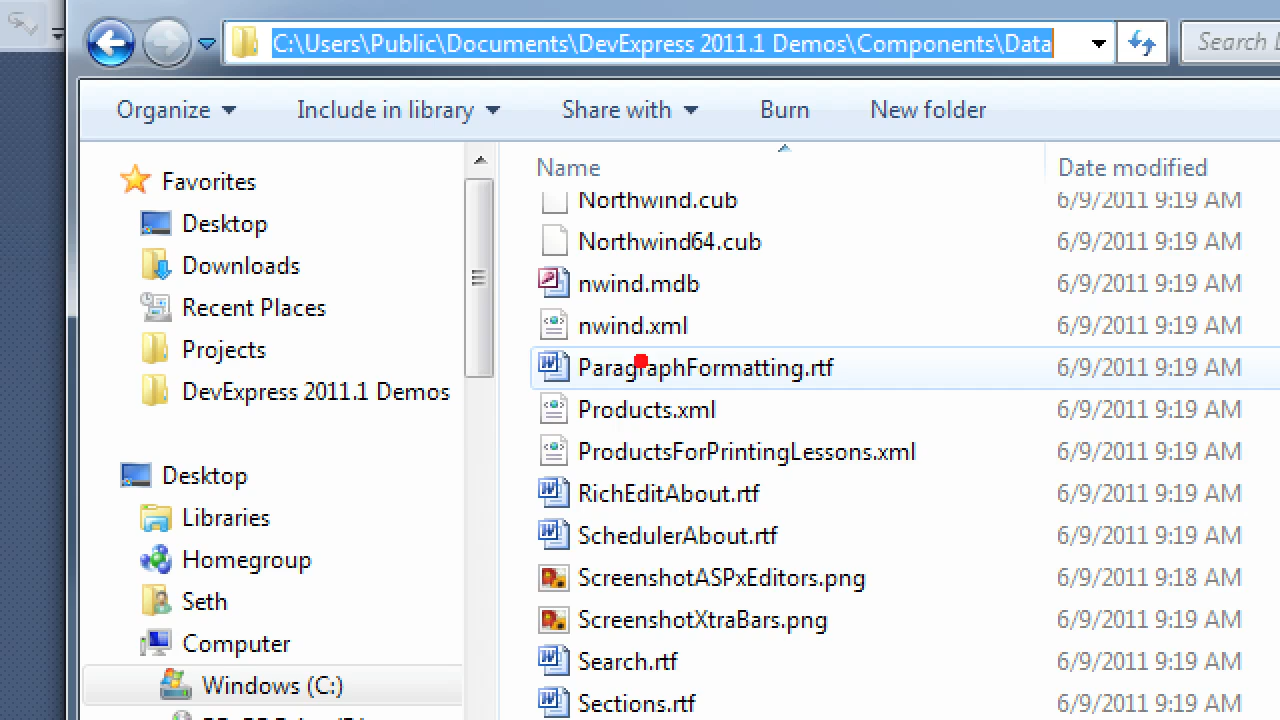 C:\Users\Public\Documents\DevExpress 2011.1 Demos\Components\Data
Search
Organize Include in library Share with Burn New folder
Name Date modified
Favorites
Desktop
Downloads
Recent Places
Projects
DevExpress 2011.1 Demos
Desktop
Libraries
Homegroup
Seth
Computer
Windows (C:)
Northwind.cub 6/9/2011 9:19 AM
Northwind64.cub 6/9/2011 9:19 AM
nwind.mdb 6/9/2011 9:19 AM
nwind.xml 6/9/2011 9:19 AM
ParagraphFormatting.rtf 6/9/2011 9:19 AM
Products.xml 6/9/2011 9:19 AM
ProductsForPrintingLessons.xml 6/9/2011 9:19 AM
RichEditAbout.rtf 6/9/2011 9:19 AM
SchedulerAbout.rtf 6/9/2011 9:19 AM
ScreenshotASPxEditors.png 6/9/2011 9:18 AM
ScreenshotXtraBars.png 6/9/2011 9:19 AM
Search.rtf 6/9/2011 9:19 AM
Sections.rtf 6/9/2011 9:19 AM